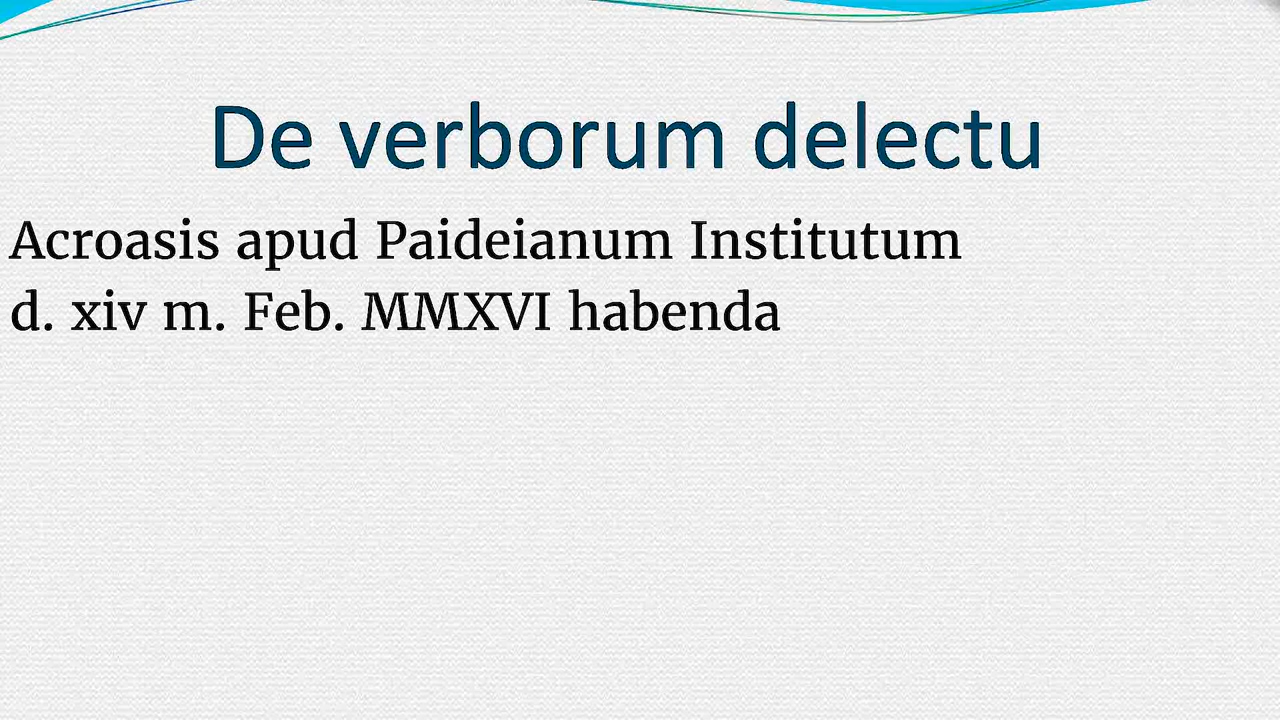 De verborum delectu
Acroasis apud Paideianum Institutum
d. xiv m. Feb. MMXVI habenda